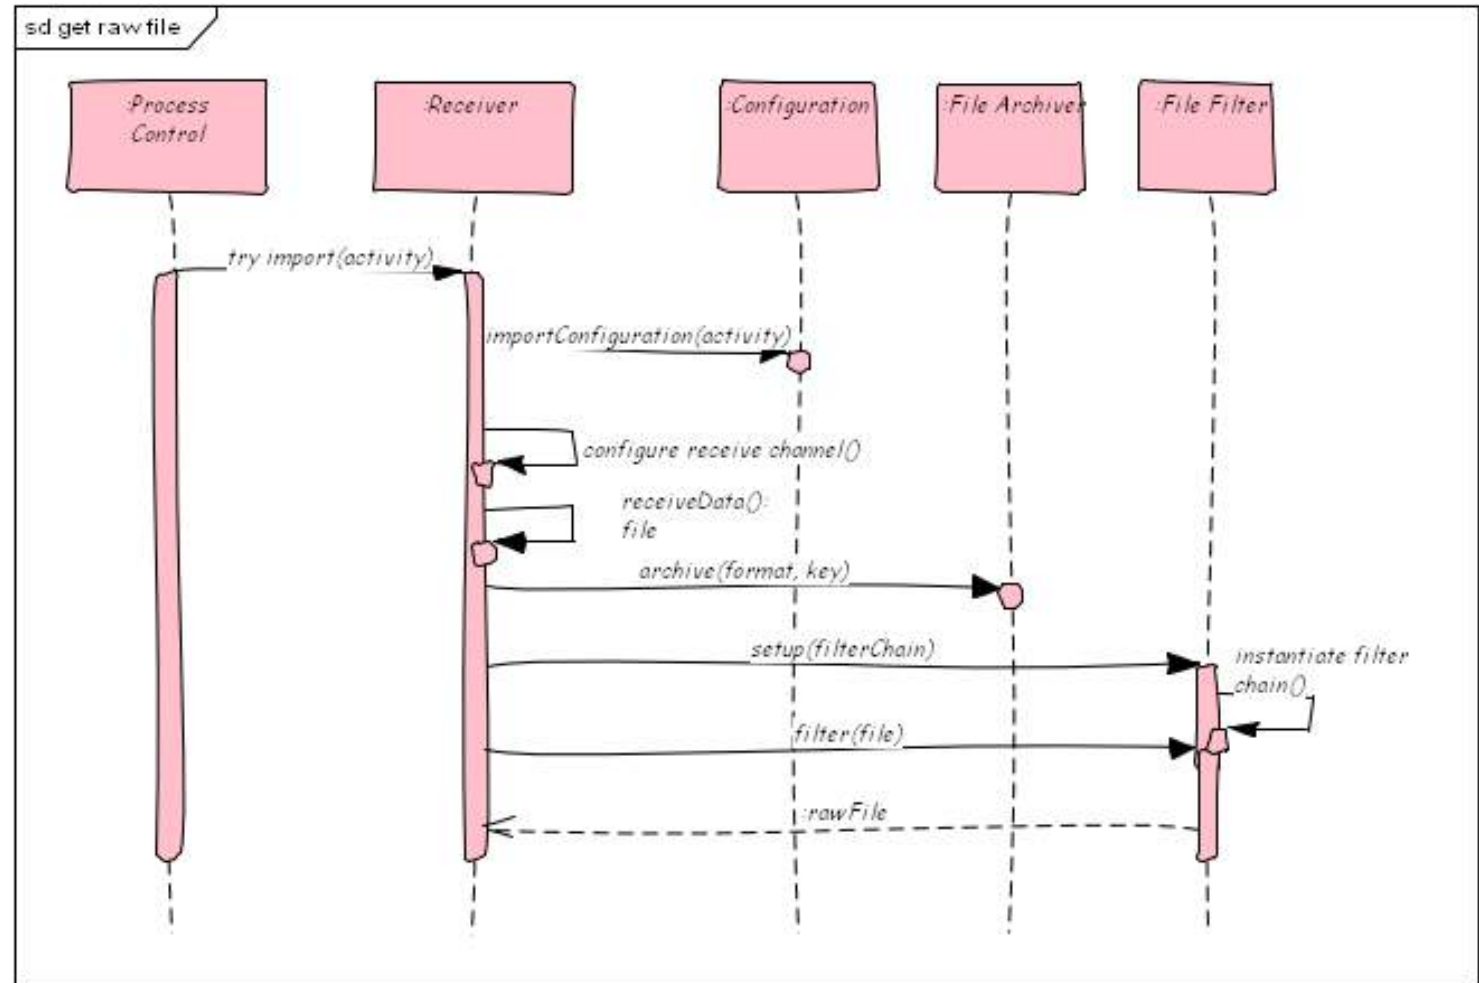 sd get raw file
:Process
Control
:Receiver
:Configuration
:File Archiver
:File Filter
try import(activity)
importConfiguration(activity)
configure receive channel()
receiveData():
file
archive(format, key)
setup(filterChain)
instantiate filter
chain()
filter(file)
:rawFile